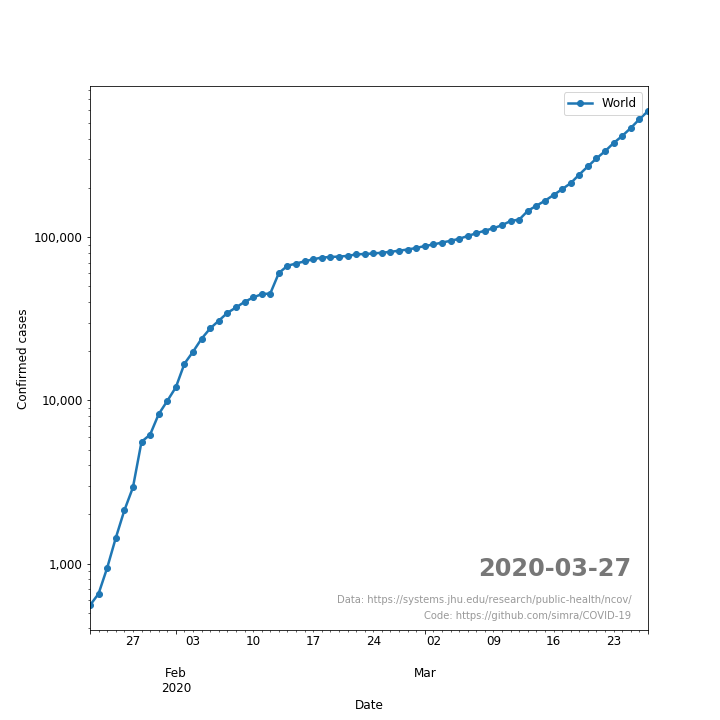 World
100,000
10,000
1,000
Confirmed cases
2020-03-27
Data: https://systems.jhu.edu/research/public-health/ncov/
Code: https://github.com/simra/COVID-19
27 03 10 17 24 02 09 16 23
Feb Mar
2020
Date